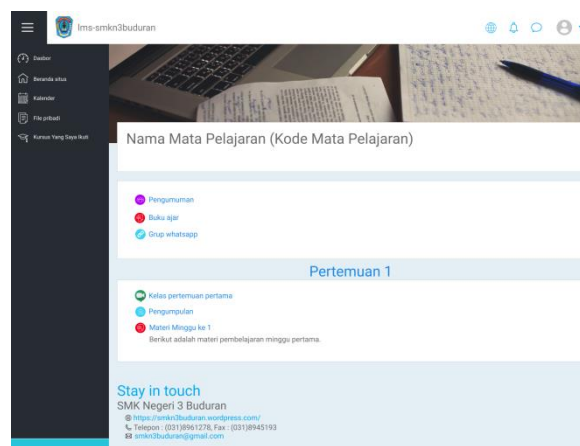 lms-smkn3buduran
Dasbor
Beranda situs
Kalender
File pribadi
Kursus Yang Saya Ikuti
Nama Mata Pelajaran (Kode Mata Pelajaran)
Pengumuman
Buku ajar
Grup whatsapp
Pertemuan 1
Kelas pertemuan pertama
Pengumpulan
Materi Minggu ke 1
Berikut adalah materi pembelajaran minggu pertama.
Stay in touch
SMK Negeri 3 Buduran
https://smkn3buduran.wordpress.com/
Telepon : (031)8961278, Fax : (031)8945193
smkn3buduran@gmail.com